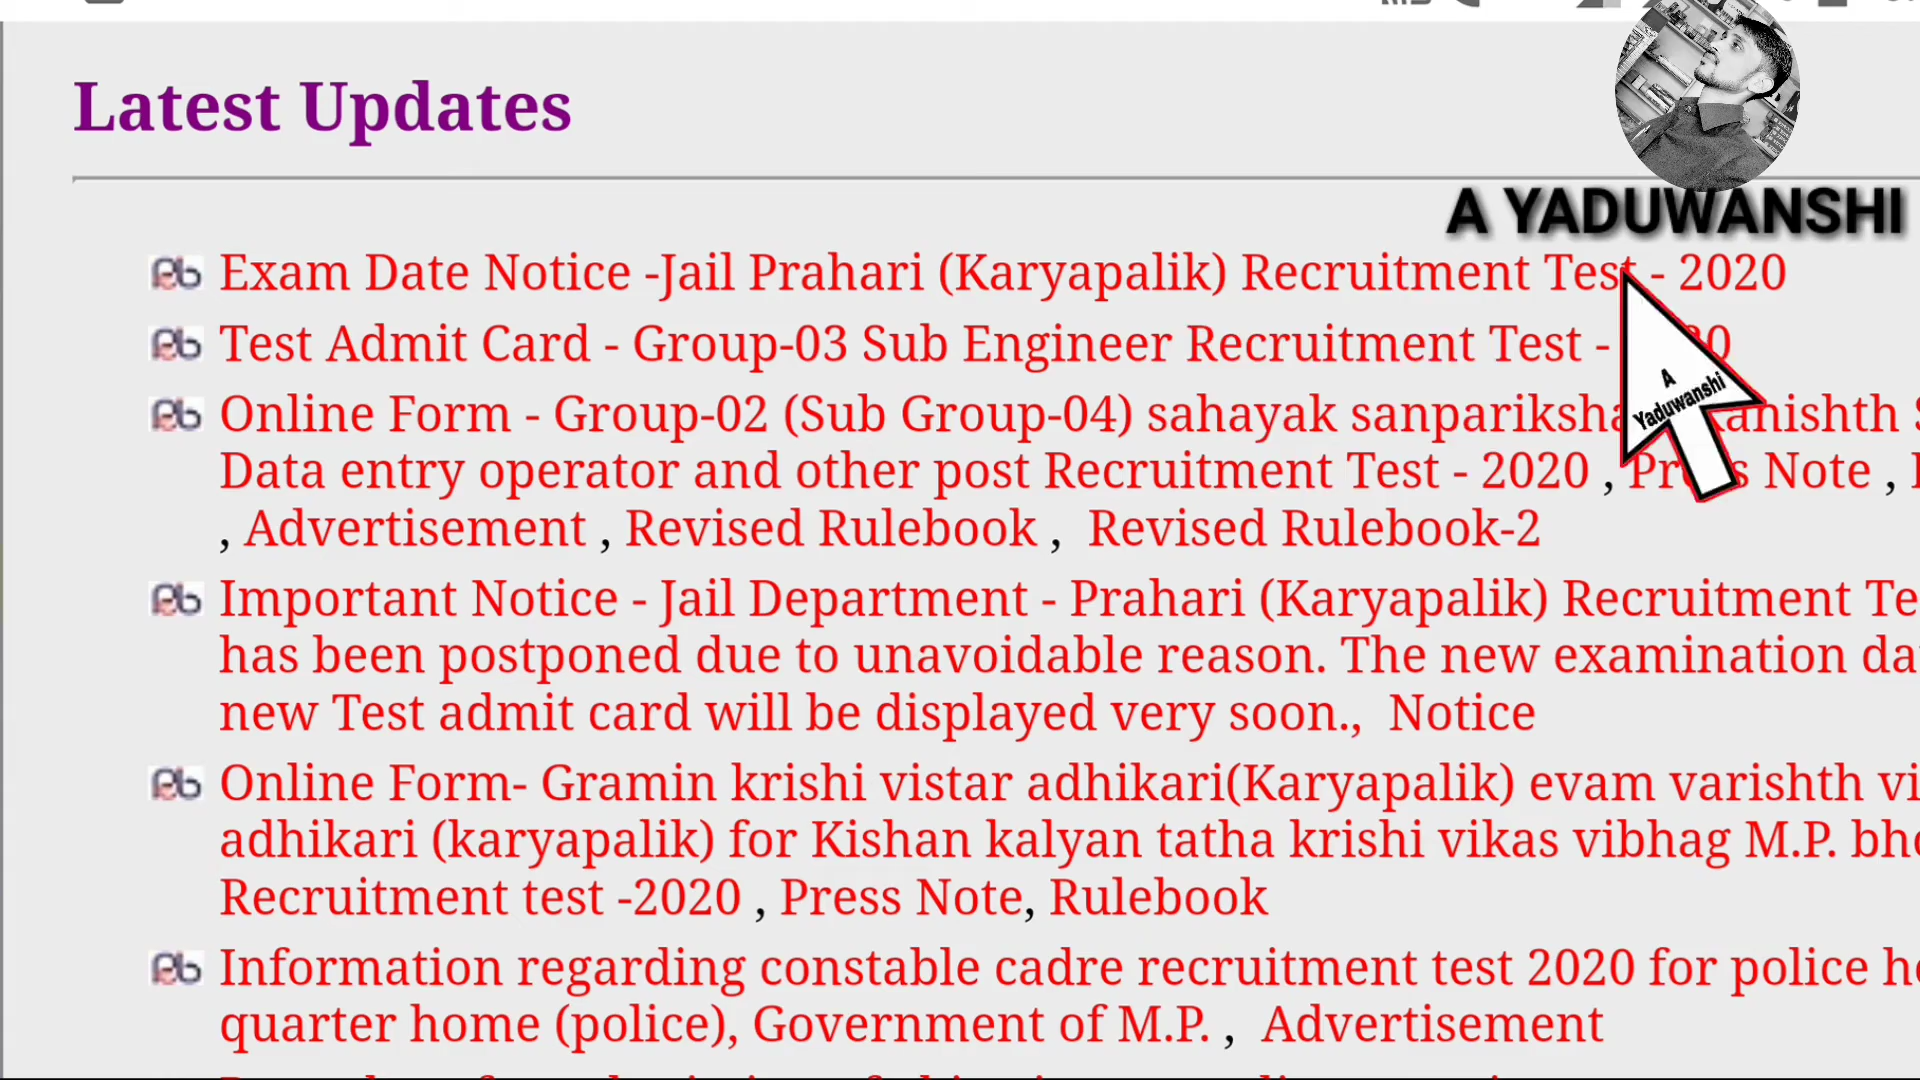 Latest Updates
A YADUWANSHI
Exam Date Notice -Jail Prahari (Karyapalik) Recruitment Test - 2020
Test Admit Card - Group-03 Sub Engineer Recruitment Test -
Online Form - Group-02 (Sub Group-04) sahayak
Data entry operator and other post Recruitment Test - 2020 , Note ,
, Advertisement , Revised Rulebook , Revised Rulebook-2
A
Yaduwanshi
Important Notice - Jail Department - Prahari (Karyapalik) Recruitment
has been postponed due to unavoidable reason. The new examination
new Test admit card will be displayed very soon., Notice
Online Form- Gramin krishi vistar adhikari(Karyapalik) evam varishth
adhikari (karyapalik) for Kishan kalyan tatha krishi vikas vibhag M.P.
Recruitment test -2020 , Press Note, Rulebook
Information regarding constable cadre recruitment test 2020 for police
quarter home (police), Government of M.P. , Advertisement